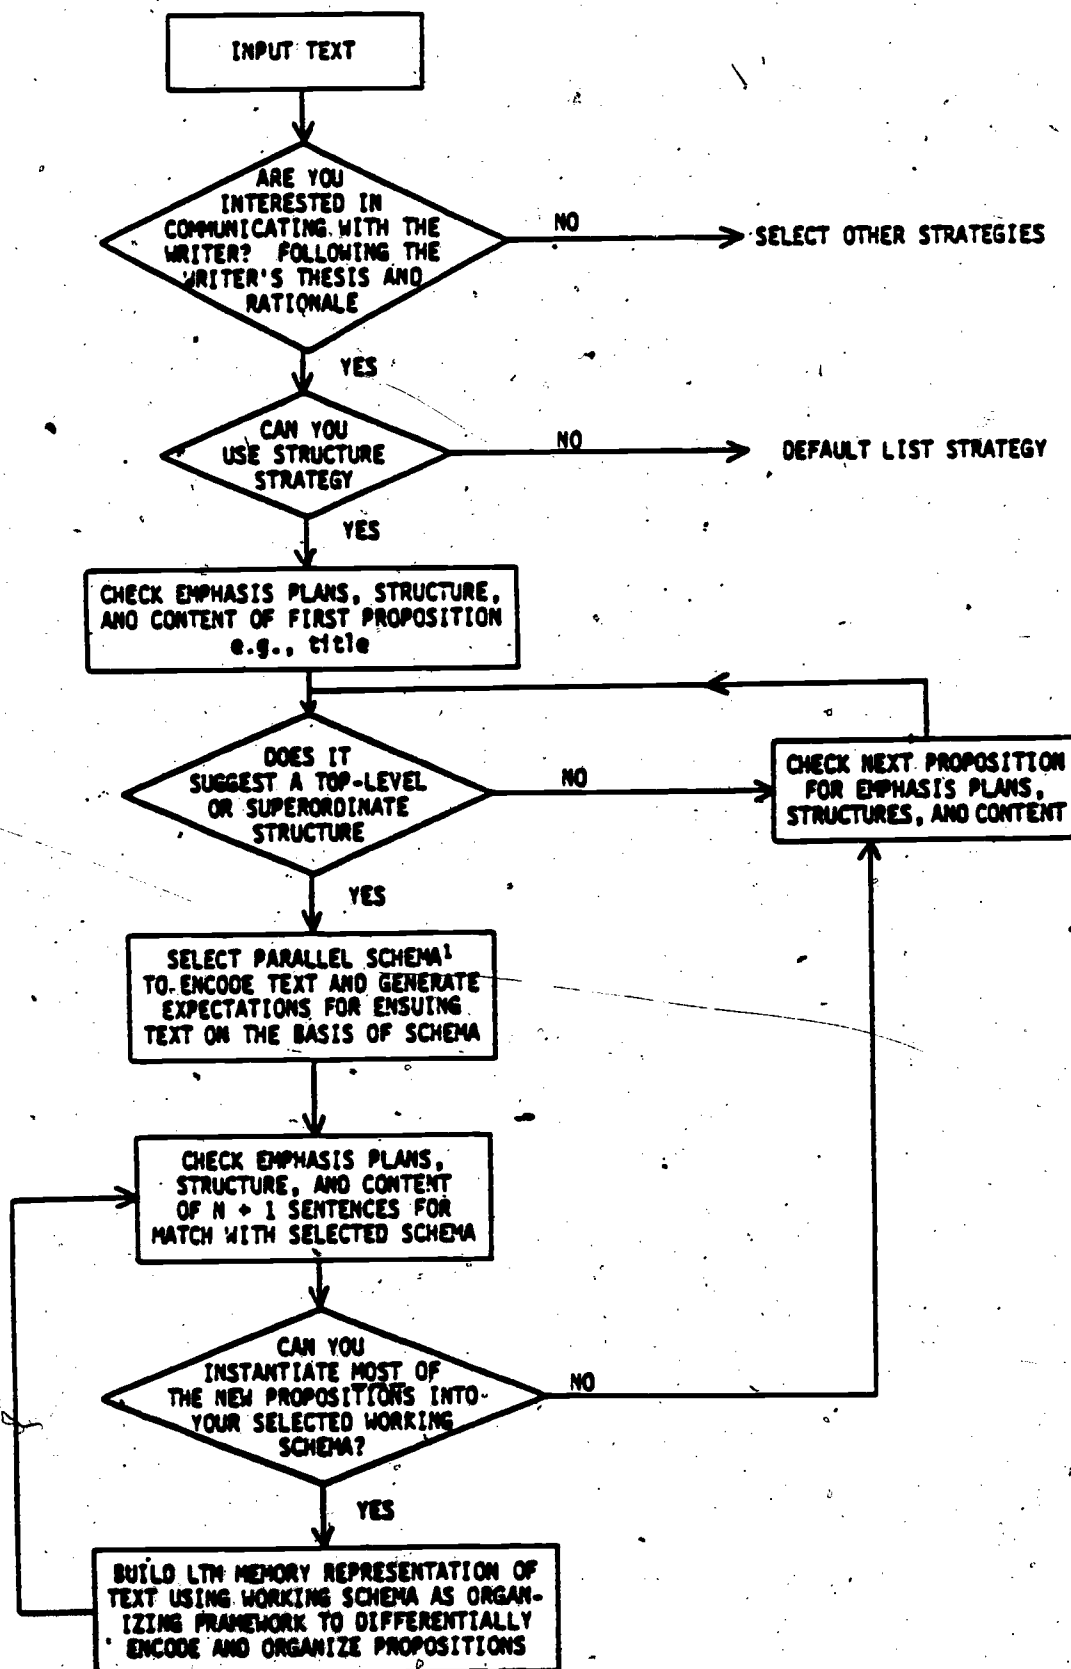 INPUT TEXT
ARE YOU
INTERESTED IN
COMMUNICATING WITH THE
WRITER? FOLLOWING THE
WRITER'S THESIS AND
RATIONALE
NO
SELECT OTHER STRATEGIES
YES
CAN YOU
USE STRUCTURE
STRATEGY
NO
DEFAULT LIST STRATEGY
YES
CHECK EMPHASIS PLANS, STRUCTURE,
AND CONTENT OF FIRST PROPOSITION
e.g., title
DOES IT
SUGGEST A TOP-LEVEL
OR SUPERORDINATE
STRUCTURE
NO
CHECK NEXT PROPOSITION
FOR EMPHASIS PLANS,
STRUCTURES, AND CONTENT
YES
SELECT PARALLEL SCHEMA¹
TO ENCODE TEXT AND GENERATE
EXPECTATIONS FOR ENSUING
TEXT ON THE BASIS OF SCHEMA
CHECK EMPHASIS PLANS,
STRUCTURE, AND CONTENT
OF N + 1 SENTENCES FOR
MATCH WITH SELECTED SCHEMA
CAN YOU
INSTANTIATE MOST OF
THE NEW PROPOSITIONS INTO
YOUR SELECTED WORKING
SCHEMA?
NO
YES
BUILD LTM MEMORY REPRESENTATION OF
TEXT USING WORKING SCHEMA AS ORGAN-
IZING FRAMEWORK TO DIFFERENTIALLY
ENCODE AND ORGANIZE PROPOSITIONS